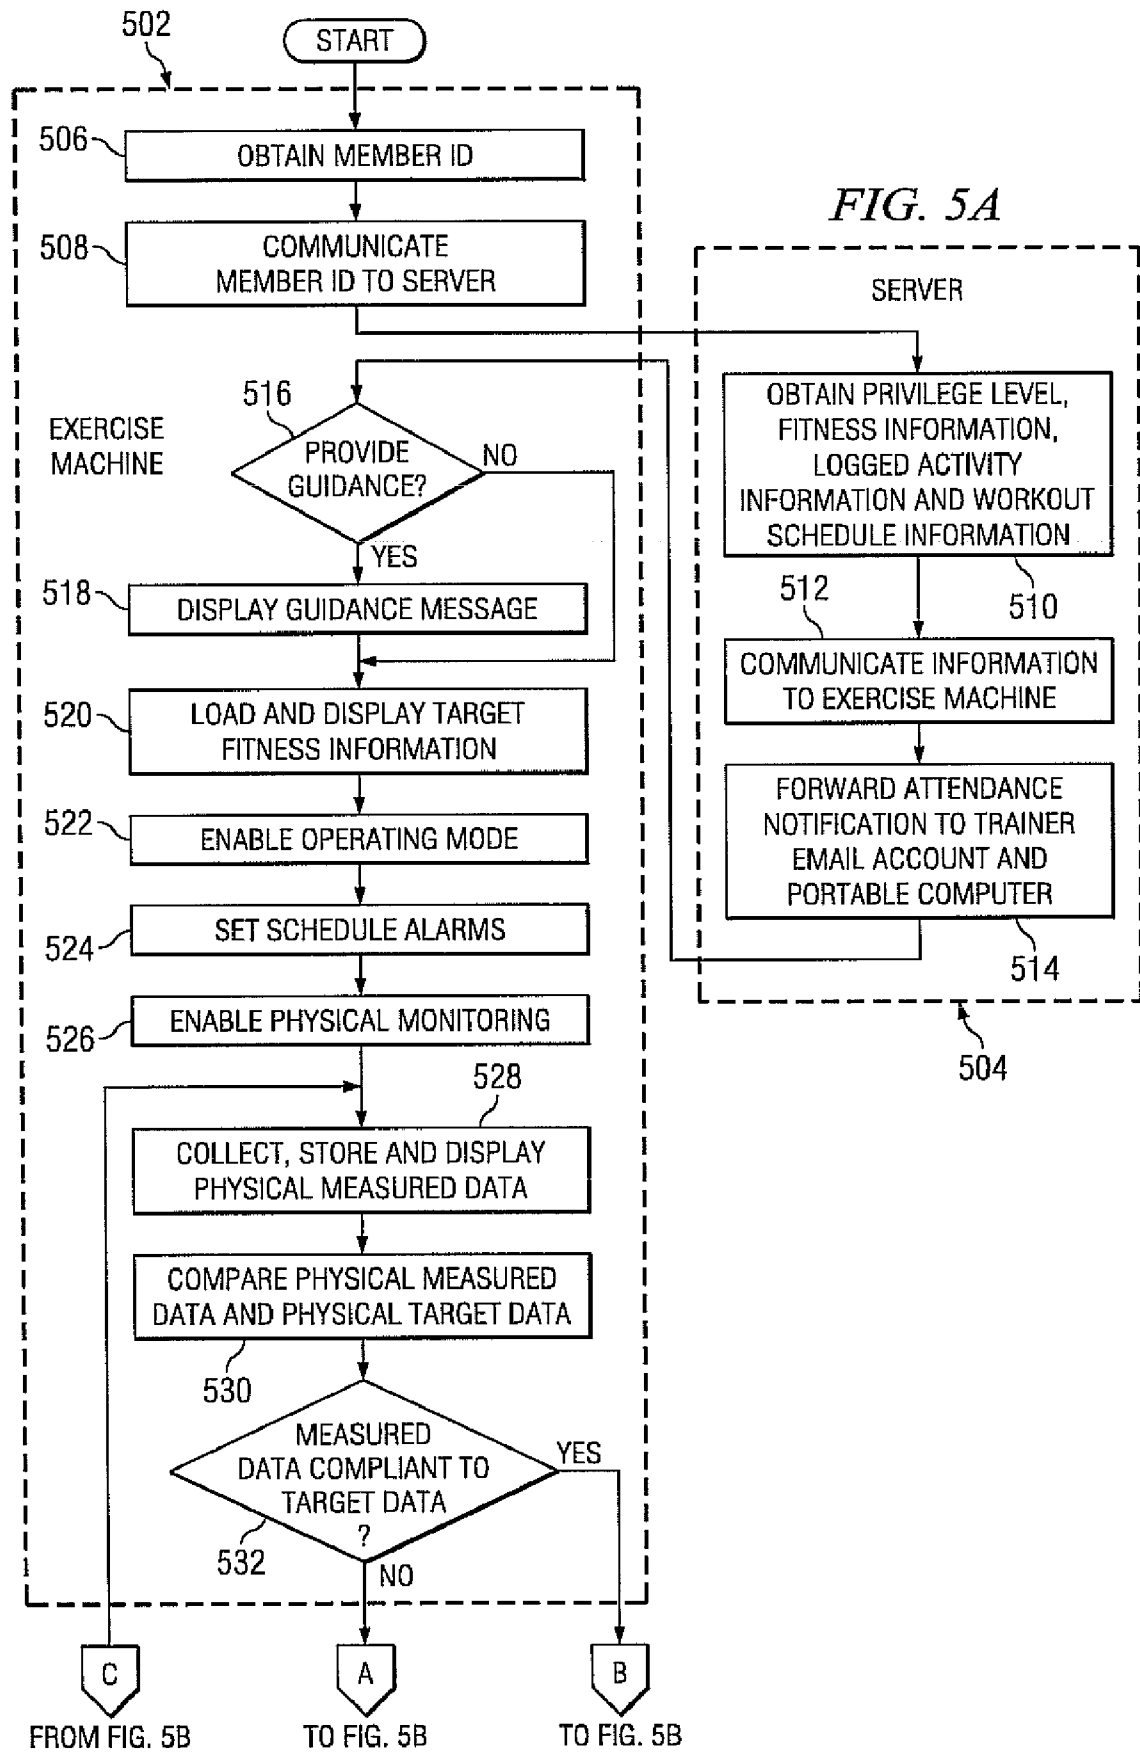 502
START
506
OBTAIN MEMBER ID
508
COMMUNICATE
MEMBER ID TO SERVER
FIG. 5A
SERVER
EXERCISE
MACHINE
516
PROVIDE
GUIDANCE?
NO
YES
OBTAIN PRIVILEGE LEVEL,
FITNESS INFORMATION,
LOGGED ACTIVITY
INFORMATION AND WORKOUT
SCHEDULE INFORMATION
510
518
DISPLAY GUIDANCE MESSAGE
512
COMMUNICATE INFORMATION
TO EXERCISE MACHINE
520
LOAD AND DISPLAY TARGET
FITNESS INFORMATION
FORWARD ATTENDANCE
NOTIFICATION TO TRAINER
EMAIL ACCOUNT AND
PORTABLE COMPUTER
514
522
ENABLE OPERATING MODE
524
SET SCHEDULE ALARMS
526
ENABLE PHYSICAL MONITORING
504
528
COLLECT, STORE AND DISPLAY
PHYSICAL MEASURED DATA
COMPARE PHYSICAL MEASURED
DATA AND PHYSICAL TARGET DATA
530
MEASURED
DATA COMPLIANT TO
TARGET DATA
?
YES
532
NO
C
A
B
FROM FIG. 5B
TO FIG. 5B
TO FIG. 5B